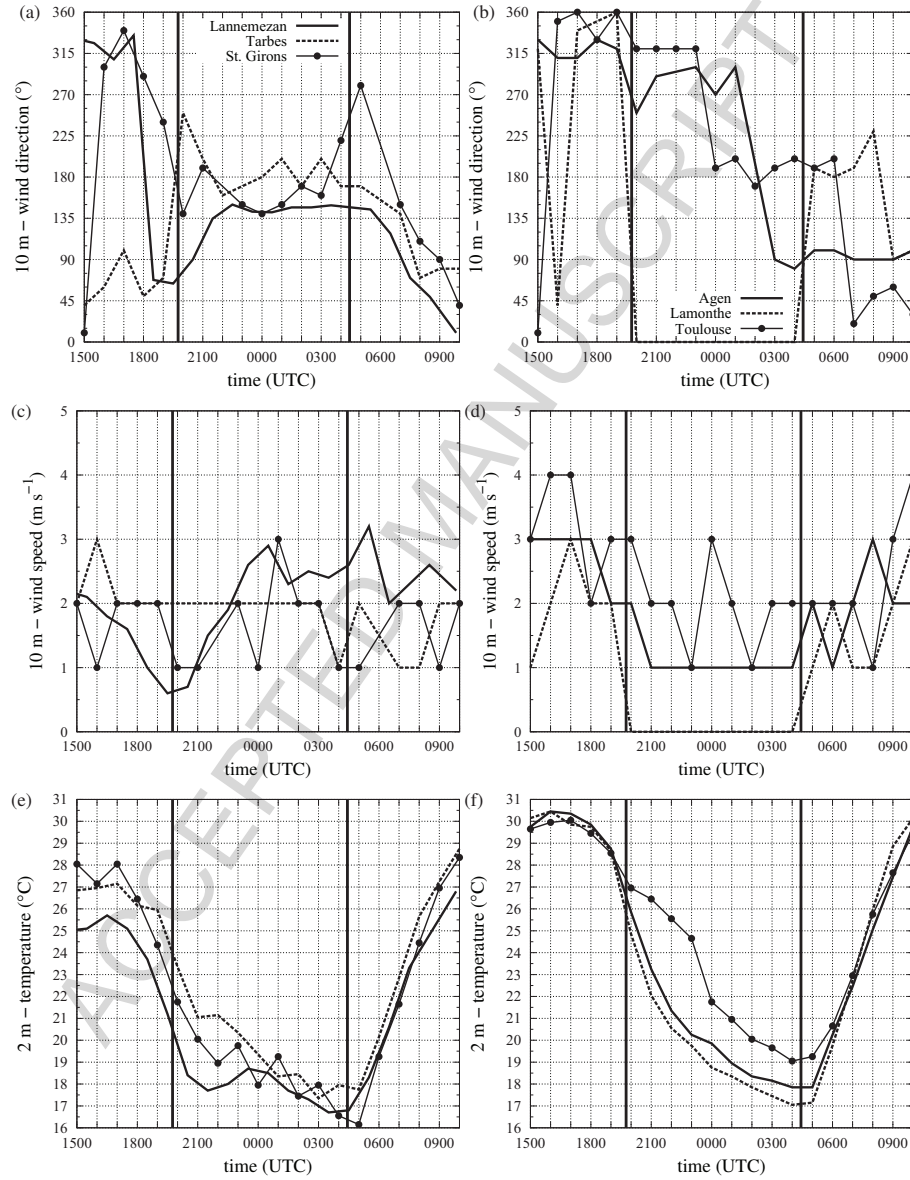 (a)
360
315
270
225
180
135
90
45
0
10 m − wind direction (°)
Lannemezan
Tarbes
St. Girons
1500 1800 2100 0000 0300 0600 0900
time (UTC)
(b)
360
315
270
225
180
135
90
45
0
10 m − wind direction (°)
Agen
Lamonthe
Toulouse
1500 1800 2100 0000 0300 0600 0900
time (UTC)
(c)
5
4
3
2
1
0
10 m − wind speed (m s⁻¹)
1500 1800 2100 0000 0300 0600 0900
time (UTC)
(d)
5
4
3
2
1
0
10 m − wind speed (m s⁻¹)
1500 1800 2100 0000 0300 0600 0900
time (UTC)
(e)
31
30
29
28
27
26
25
24
23
22
21
20
19
18
17
16
2 m − temperature (°C)
1500 1800 2100 0000 0300 0600 0900
time (UTC)
(f)
31
30
29
28
27
26
25
24
23
22
21
20
19
18
17
16
2 m − temperature (°C)
1500 1800 2100 0000 0300 0600 0900
time (UTC)
ACCEPTED MANUSCRIPT